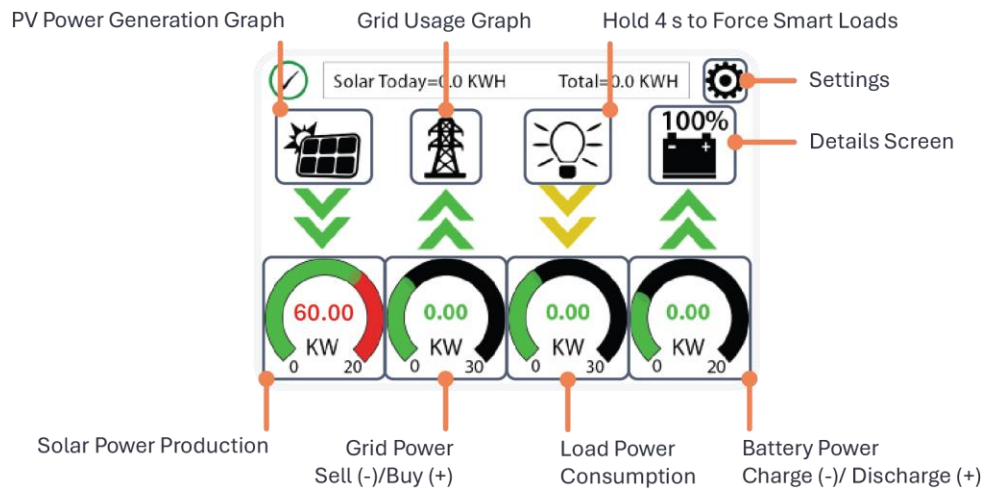 PV Power Generation Graph
Grid Usage Graph
Hold 4 s to Force Smart Loads
Solar Today=0.0 KWH
Total=0.0 KWH
Settings
100%
Details Screen
60.00
0.00
0.00
0.00
KW
KW
KW
KW
0
20
0
30
0
30
0
20
Solar Power Production
Grid Power
Sell (-)/Buy (+)
Load Power
Consumption
Battery Power
Charge (-)/ Discharge (+)